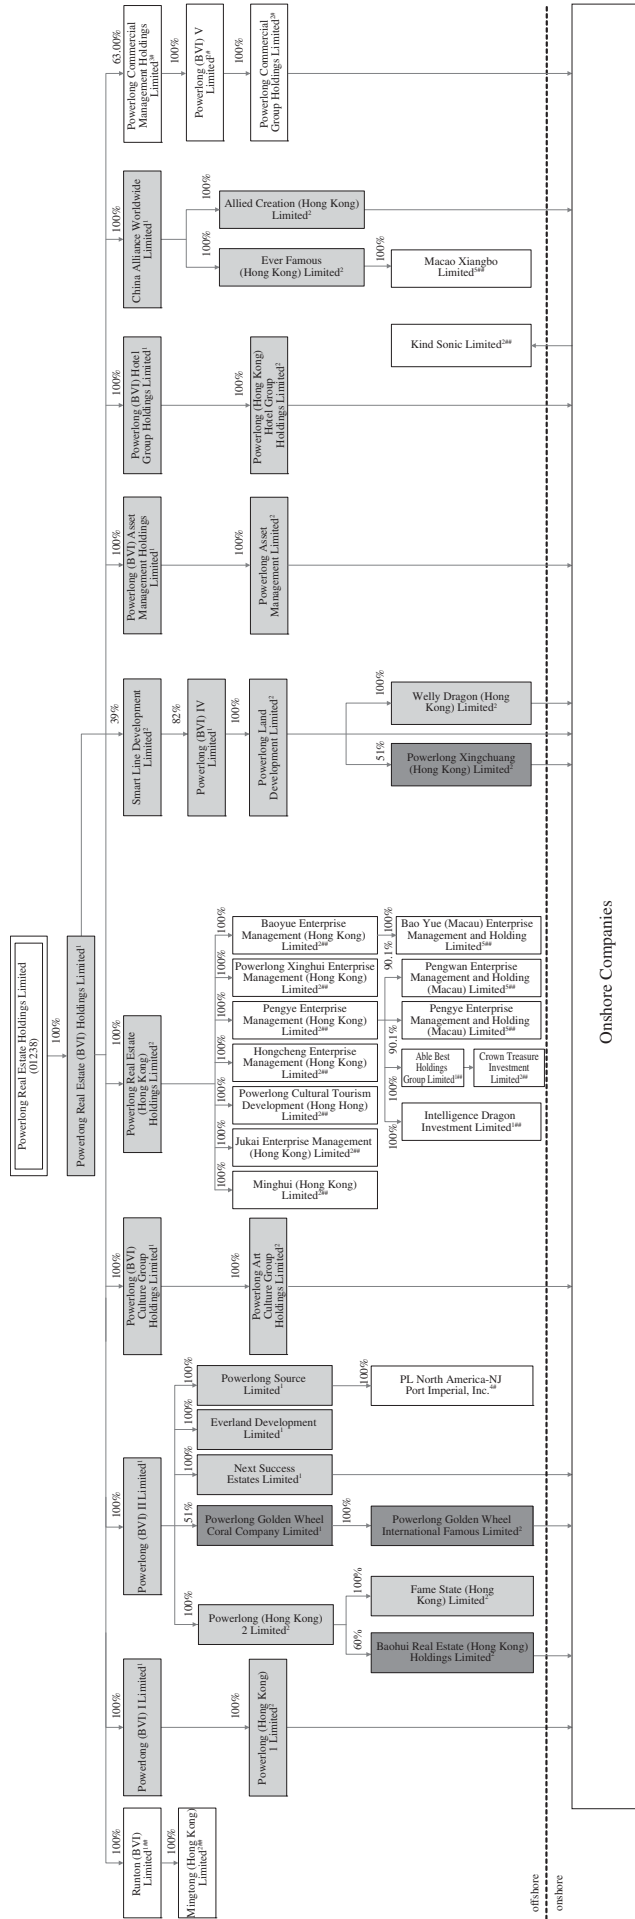 Powerlong Real Estate Holdings Limited
(01238)
100%
Powerlong Real Estate (BVI) Holdings Limited¹
100%
Runton (BVI)
Limited¹##
100%
Mingtong (Hong Kong)
Limited²##
100%
Powerlong (BVI) I Limited¹
100%
Powerlong (Hong Kong)
1 Limited²
100%
Powerlong (BVI) II Limited¹
100%
Powerlong (Hong Kong)
2 Limited²
60%
Baohui Real Estate (Hong Kong)
Holdings Limited²
100%
Fame State (Hong
Kong) Limited²
51%
Powerlong Golden Wheel
Coral Company Limited¹
100%
Powerlong Golden Wheel
International Famous Limited²
100%
Next Success
Estates Limited¹
100%
Everland Development
Limited¹
100%
Powerlong Source
Limited¹
100%
PL North America-NJ
Port Imperial, Inc.⁴#
100%
Powerlong (BVI)
Culture Group
Holdings Limited¹
100%
Powerlong Art
Culture Group
Holdings Limited²
100%
Powerlong Real Estate
(Hong Kong)
Holdings Limited²
100%
Minghui (Hong Kong)
Limited²##
100%
Jukai Enterprise Management
(Hong Kong) Limited²##
100%
Powerlong Cultural Tourism
Development (Hong Hong)
Limited²##
100%
Hongcheng Enterprise
Management (Hong Kong)
Limited²##
100%
Pengye Enterprise
Management (Hong Kong)
Limited²##
100%
Powerlong Xinghui Enterprise
Management (Hong Kong)
Limited²##
100%
Baoyue Enterprise
Management (Hong Kong)
Limited²##
100%
Intelligence Dragon
Investment Limited¹##
100%
Able Best
Holdings
Group Limited¹##
Crown Treasure
Investment
Limited²##
90.1%
Pengye Enterprise
Management and Holding
(Macau) Limited⁵##
90.1%
Pengwan Enterprise
Management and Holding
(Macau) Limited⁵##
100%
Bao Yue (Macau) Enterprise
Management and Holding
Limited⁵##
39%
Smart Line Development
Limited²
82%
Powerlong (BVI) IV
Limited¹
100%
Powerlong Land
Development Limited²
51%
Powerlong Xingchuang
(Hong Kong) Limited²
100%
Welly Dragon (Hong
Kong) Limited²
100%
Powerlong (BVI) Asset
Management Holdings
Limited¹
100%
Powerlong Asset
Management Limited²
100%
Powerlong (BVI) Hotel
Group Holdings Limited¹
100%
Powerlong (Hong Kong)
Hotel Group
Holdings Limited²
Kind Sonic Limited²##
100%
China Alliance Worldwide
Limited¹
100%
Ever Famous
(Hong Kong) Limited²
100%
Macao Xiangbo
Limited⁵##
100%
Allied Creation (Hong Kong)
Limited²
63.00%
Powerlong Commercial
Management Holdings
Limited³#
100%
Powerlong (BVI) V
Limited²#
100%
Powerlong Commercial
Group Holdings Limited²#
offshore
onshore
Onshore Companies